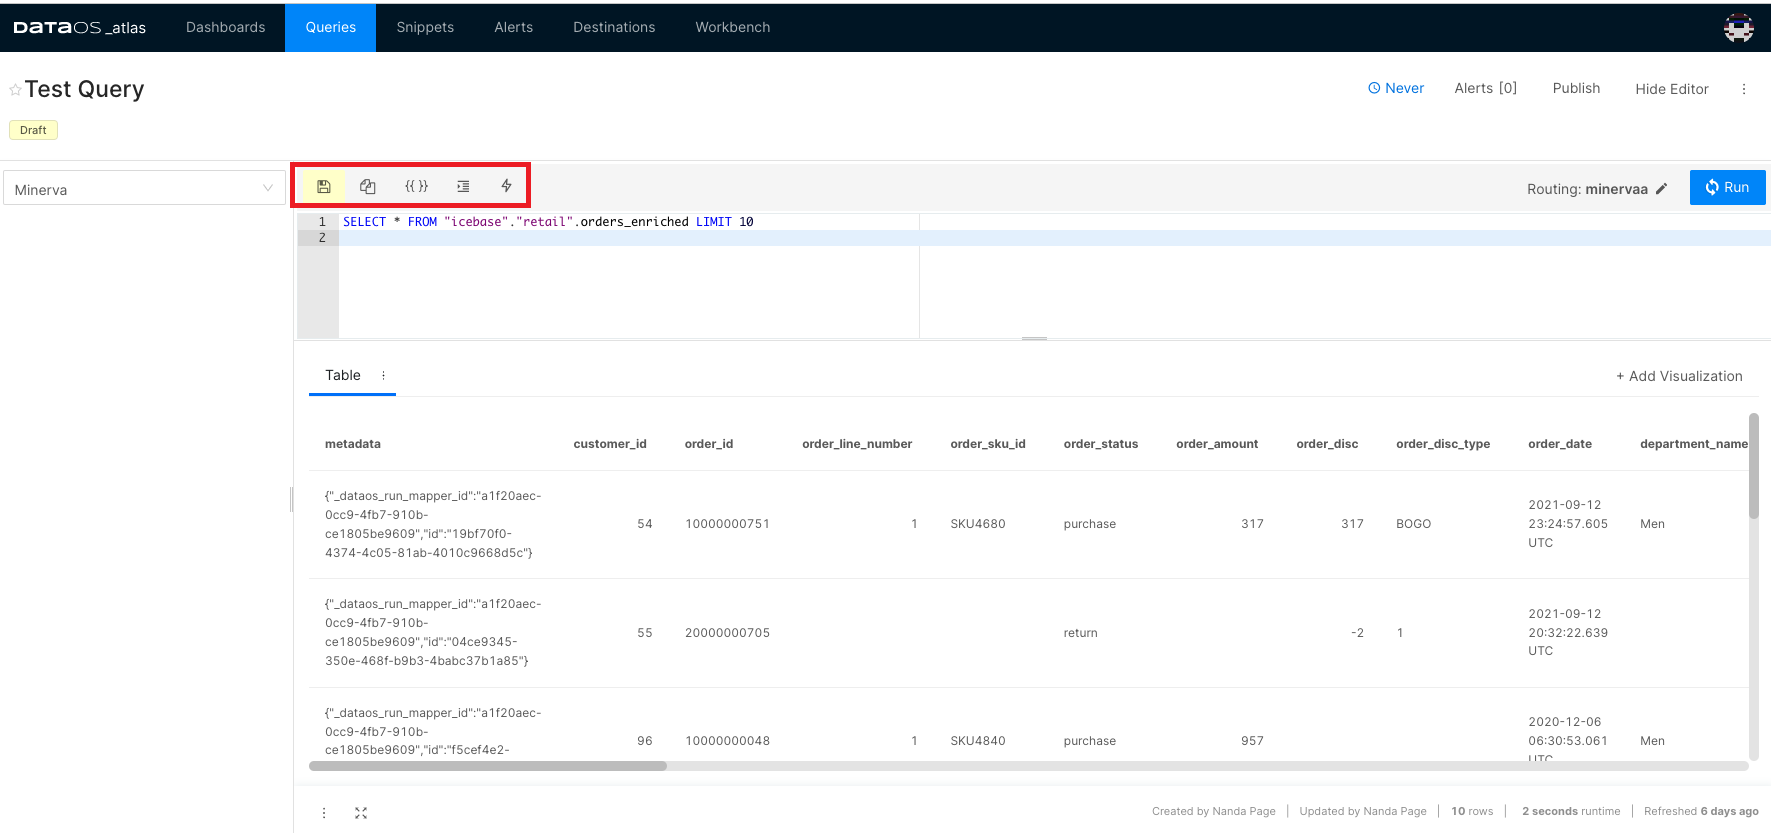 DATAOS _atlas Dashboards Queries Snippets Alerts Destinations Workbench
Test Query
Never Alerts [0] Publish Hide Editor
Draft
Minerva
{{ }}
Routing: minervaa Run
1 SELECT * FROM "icebase"."retail".orders_enriched LIMIT 10
2
Table
+ Add Visualization
metadata customer_id order_id order_line_number order_sku_id order_status order_amount order_disc order_disc_type order_date department_name
{"_dataos_run_mapper_id":"a1f20aec-
0cc9-4fb7-910b-
ce1805be9609","id":"19bf70f0-
4374-4c05-81ab-4010c9668d5c"}
54 10000000751 1 SKU4680 purchase 317 317 BOGO
2021-09-12
23:24:57.605
UTC
Men
{"_dataos_run_mapper_id":"a1f20aec-
0cc9-4fb7-910b-
ce1805be9609","id":"04ce9345-
350e-468f-b9b3-4babc37b1a85"}
55 20000000705 return -2 1
2021-09-12
20:32:22.639
UTC
{"_dataos_run_mapper_id":"a1f20aec-
0cc9-4fb7-910b-
ce1805be9609","id":"f5cef4e2-
96 10000000048 1 SKU4840 purchase 957
2020-12-06
06:30:53.061
UTC
Men
Created by Nanda Page Updated by Nanda Page 10 rows 2 seconds runtime Refreshed 6 days ago